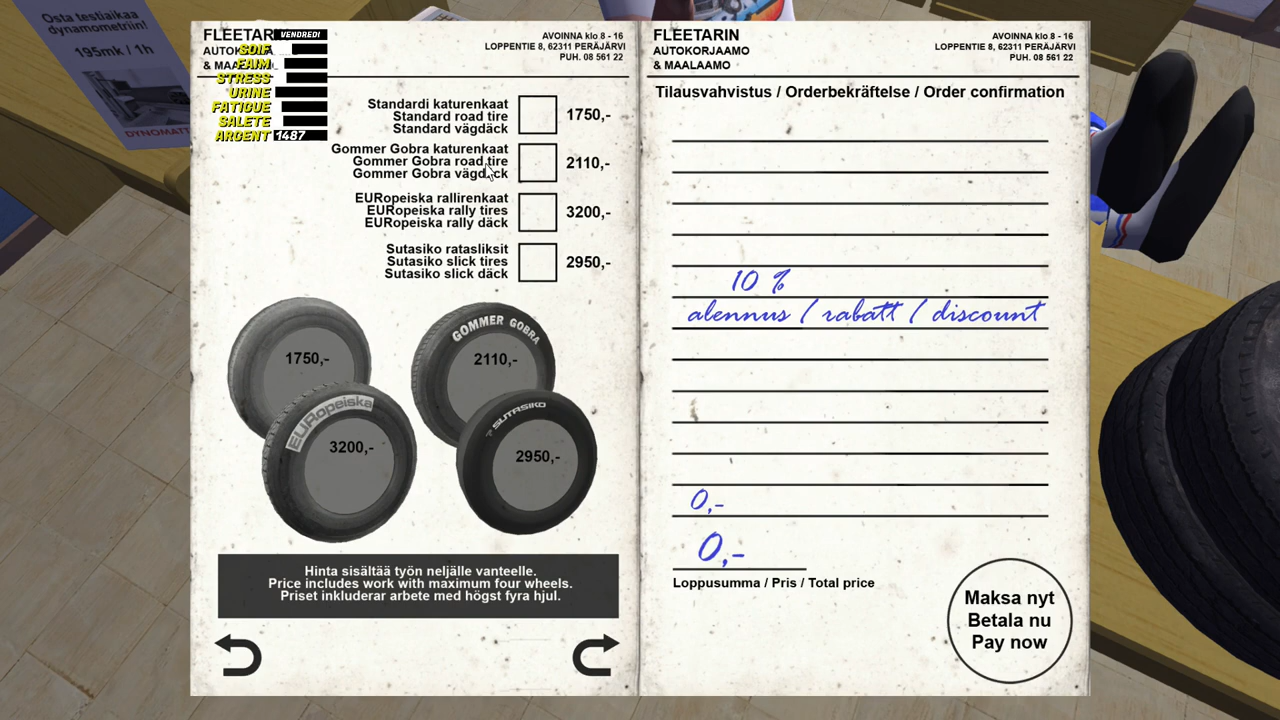 Osta testiaikaa
dynamometriin!
195mk / 1h
DYNOMATT
VENDREDI
SOIF
FAIM
STRESS
URINE
FATIGUE
SALETE
ARGENT 1487
FLEETARIN
AVOINNA klo 8 - 16
LOPPENTIE 8, 62311 PERÄJÄRVI
PUH. 08 561 22
Standardi katurenkaat
Standard road tire
Standard vägdäck
1750,-
Gommer Gobra katurenkaat
Gommer Gobra road tire
Gommer Gobra vägdäck
2110,-
EURopeiska rallirenkaat
EURopeiska rally tires
EURopeiska rally däck
3200,-
Sutasiko ratasliksit
Sutasiko slick tires
Sutasiko slick däck
2950,-
1750,-
GOMMER GOBRA
2110,-
EURopeiska
3200,-
SUTASIKO
2950,-
Hinta sisältää työn neljälle vanteelle.
Price includes work with maximum four wheels.
Priset inkluderar arbete med högst fyra hjul.
FLEETARIN
AUTOKORJAAMO
& MAALAAMO
AVOINNA klo 8 - 16
LOPPENTIE 8, 62311 PERÄJÄRVI
PUH. 08 561 22
Tilausvahvistus / Orderbekräftelse / Order confirmation
10 %
alennus / rabatt / discount
0,-
0,-
Loppusumma / Pris / Total price
Maksa nyt
Betala nu
Pay now